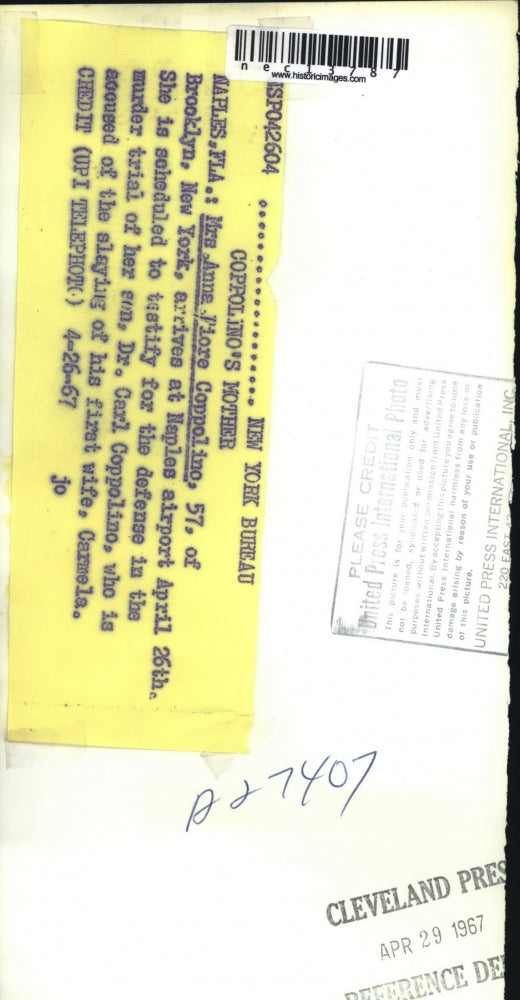 nec13787
www.historicimages.com
NSP042604 .................. NEW YORK BUREAU
COPPOLINO'S MOTHER
NAPLES,FLA.: Mrs.Anna Fiore Coppolino, 57, of
Brooklyn, New York, arrives at Naples airport April 26th.
She is scheduled to testify for the defense in the
murder trial of her son, Dr. Carl Coppolino, who is
accused of the slaying of his first wife, Carmela.
CREDIT (UPI TELEPHOTO) 4-26-67 jo
PLEASE CREDIT
United Press International Photo
This picture is for your publication only and must
not be loaned, syndicated or used for advertising
purposes without written permission from United Press
International. By accepting this picture you agree to hold
United Press International harmless from any loss or
damage arising by reason of your use or publication
of this picture.
UNITED PRESS INTERNATIONAL, INC.
220 EAST
A27407
CLEVELAND PRES
APR 29 1967
REFERENCE DE